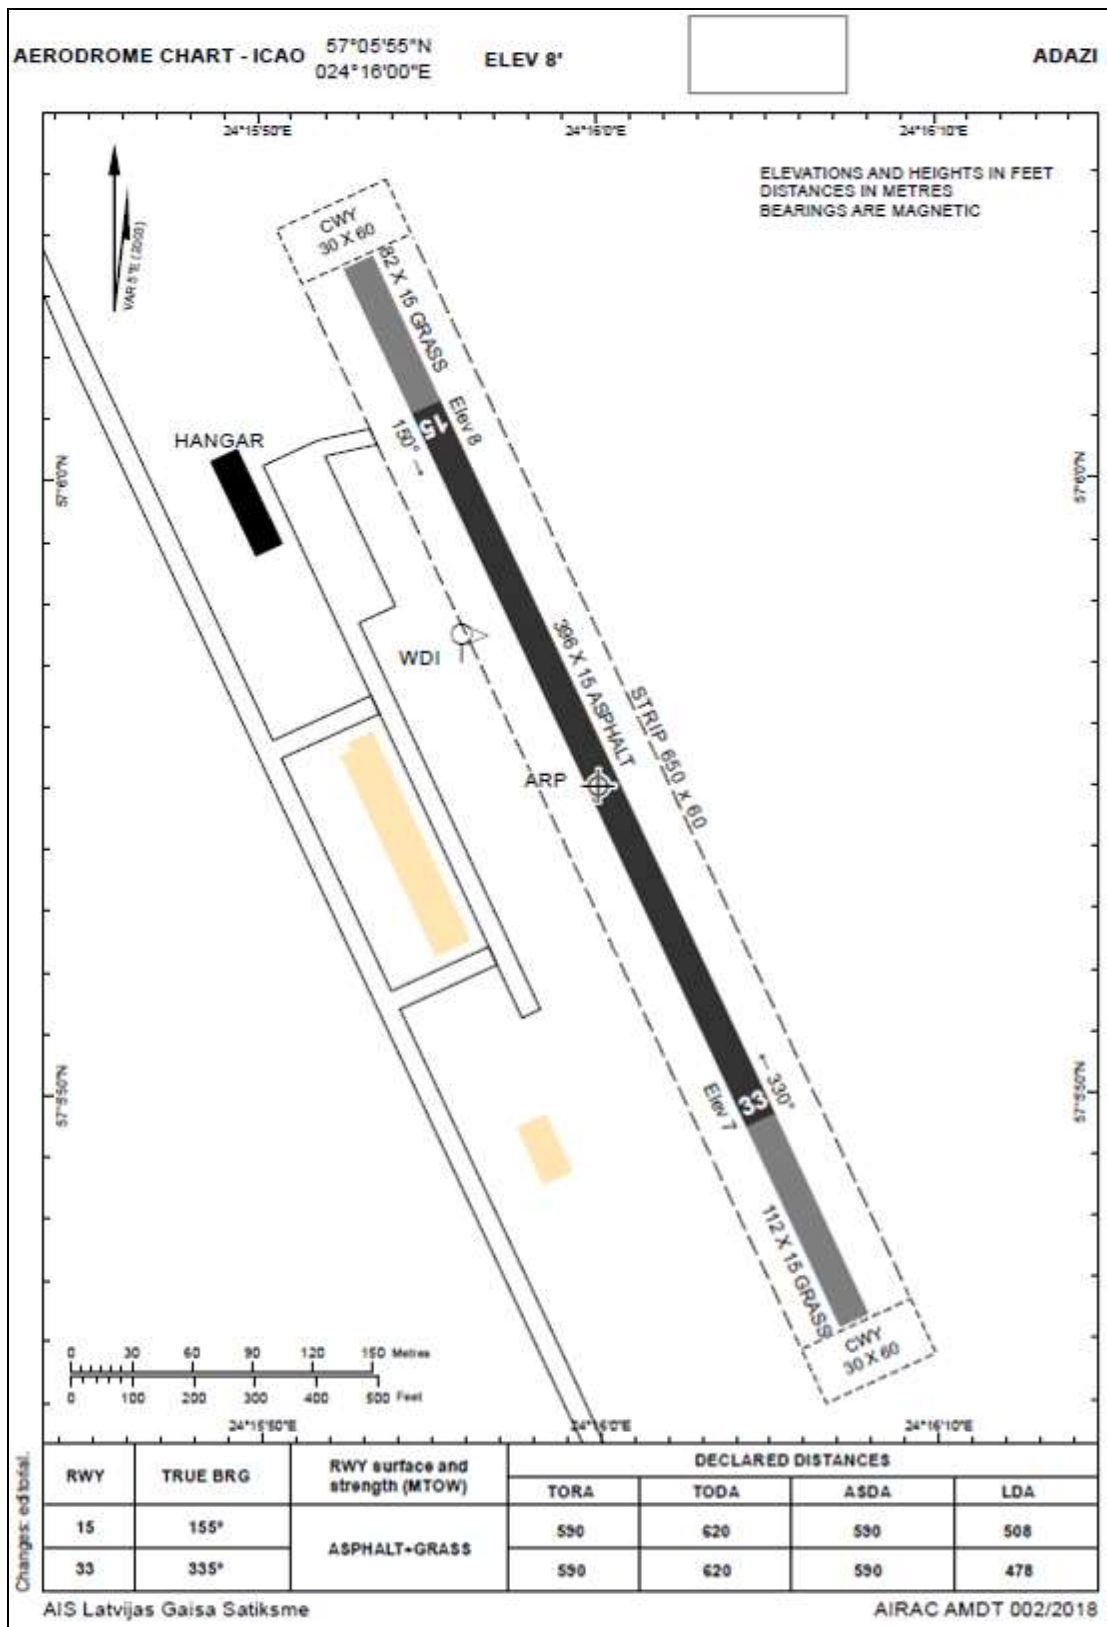 AERODROME CHART - ICAO
57°05'55"N
024°16'00"E
ELEV 8'
ADAZI
24°15'50"E
24°16'0"E
24°16'10"E
ELEVATIONS AND HEIGHTS IN FEET
DISTANCES IN METRES
BEARINGS ARE MAGNETIC
VAR 5°E (2003)
CWY
30 X 60
82 X 15 GRASS
Elev 8
15
150° →
HANGAR
57°6'0"N
57°6'0"N
WDI
396 X 15 ASPHALT
STRIP 650 X 60
ARP
← 330°
33
Elev 7
57°5'50"N
57°5'50"N
112 X 15 GRASS
CWY
30 X 60
0 30 60 90 120 150 Metres
0 100 200 300 400 500 Feet
24°15'50"E
24°16'0"E
24°16'10"E
Changes: editorial.
RWY
TRUE BRG
RWY surface and
strength (MTOW)
DECLARED DISTANCES
TORA TODA ASDA LDA
15 155° 590 620 590 508
ASPHALT+GRASS
33 335° 590 620 590 478
AIS Latvijas Gaisa Satiksme
AIRAC AMDT 002/2018